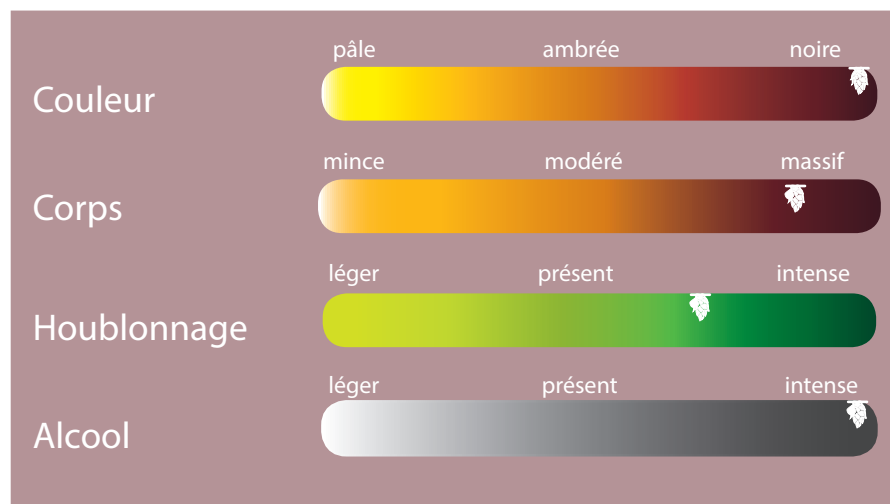 pâle ambrée noire
Couleur
mince modéré massif
Corps
léger présent intense
Houblonnage
léger présent intense
Alcool